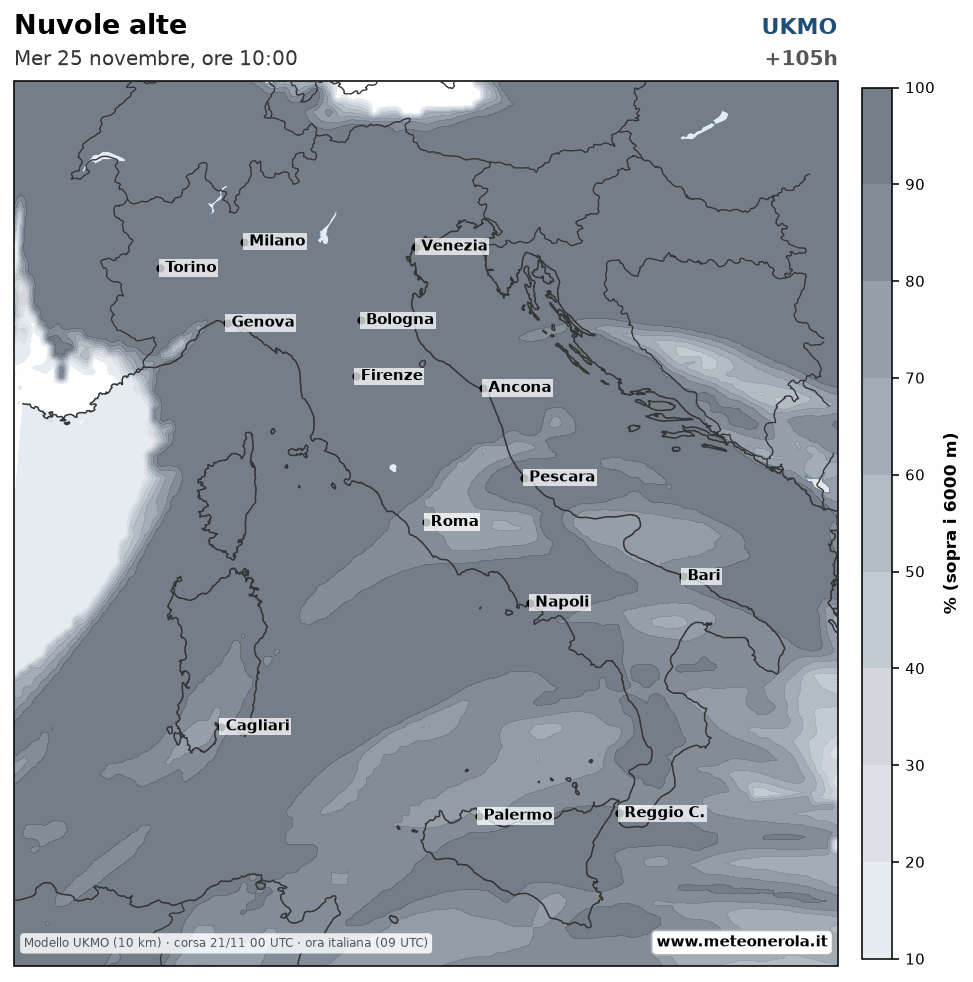 Nuvole alte
UKMO
Mer 25 novembre, ore 10:00
+105h
100
90
80
70
60
50
40
30
20
10
% (sopra i 6000 m)
Milano
Venezia
Torino
Genova
Bologna
Firenze
Ancona
Pescara
Roma
Bari
Napoli
Cagliari
Palermo
Reggio C.
Modello UKMO (10 km) · corsa 21/11 00 UTC · ora italiana (09 UTC)
www.meteonerola.it